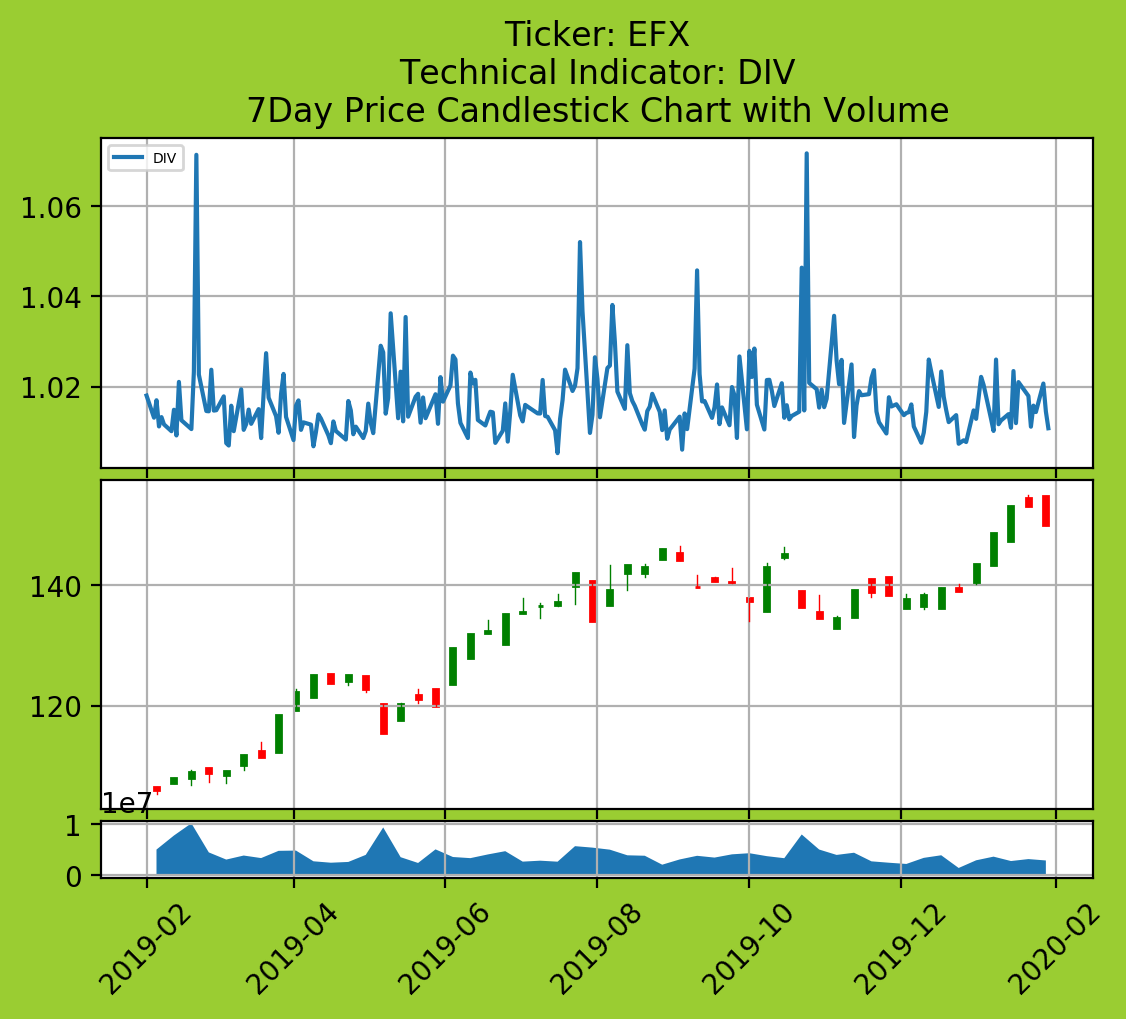 Ticker: EFX
Technical Indicator: DIV
7Day Price Candlestick Chart with Volume
DIV
1.06
1.04
1.02
140
120
1e7
1
0
2019-02
2019-04
2019-06
2019-08
2019-10
2019-12
2020-02